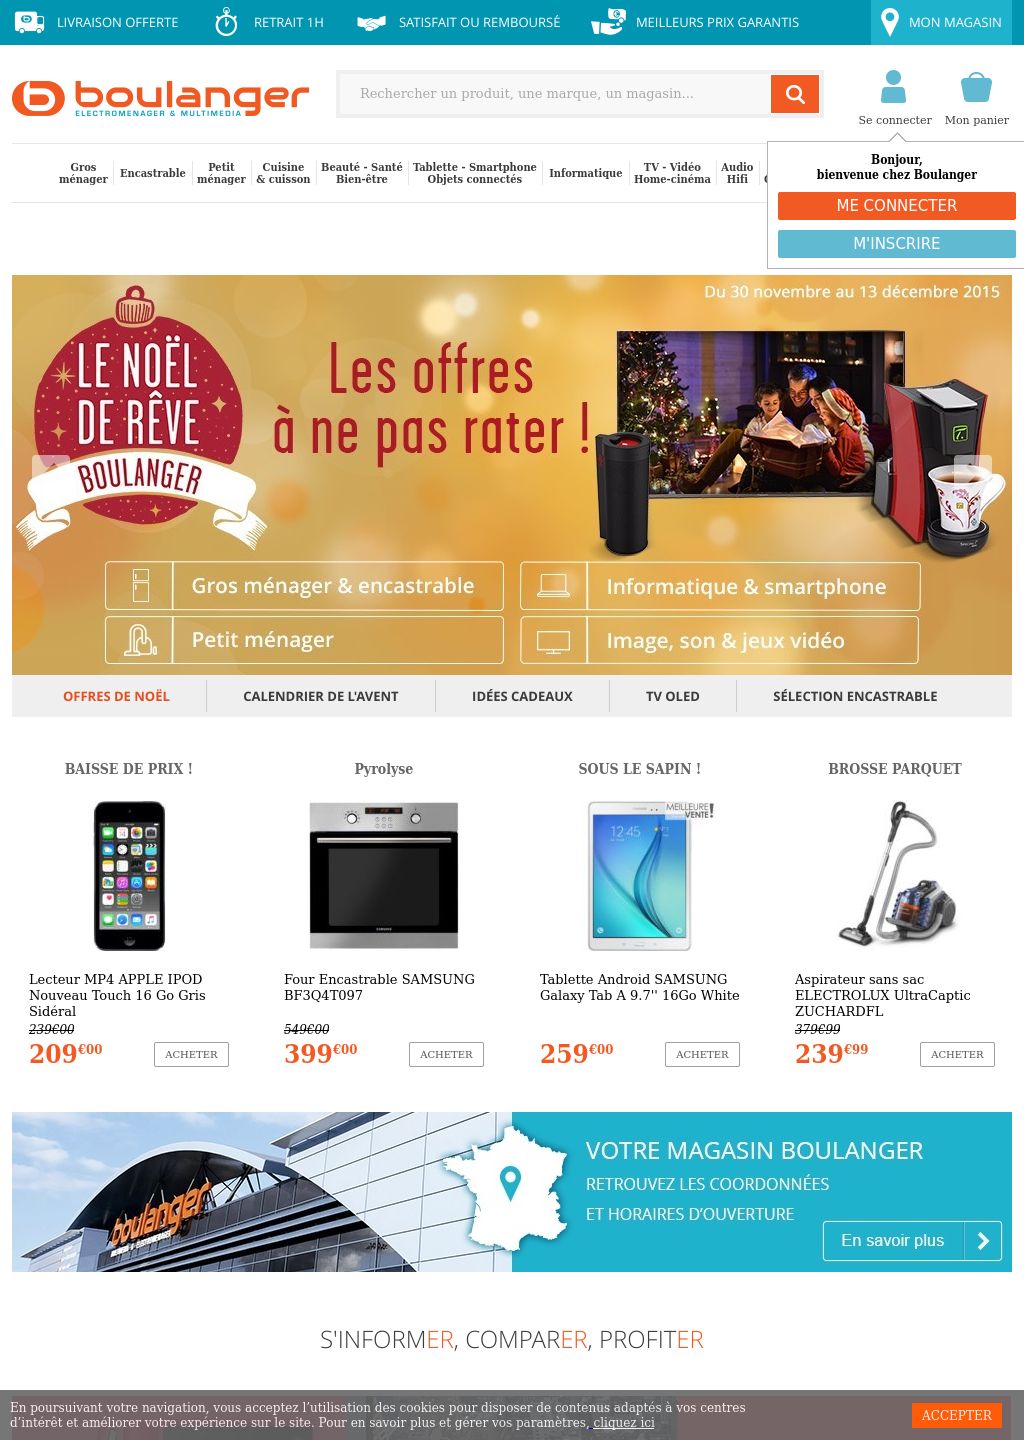 LIVRAISON OFFERTE
RETRAIT 1H
SATISFAIT OU REMBOURSÉ
MEILLEURS PRIX GARANTIS
MON MAGASIN
boulanger
ELECTROMENAGER & MULTIMEDIA
Rechercher un produit, une marque, un magasin...
Se connecter
Mon panier
Gros
ménager
Encastrable
Petit
ménager
Cuisine
& cuisson
Beauté - Santé
Bien-être
Tablette - Smartphone
Objets connectés
Informatique
TV - Vidéo
Home-cinéma
Audio
Hifi
Bonjour,
bienvenue chez Boulanger
ME CONNECTER
M'INSCRIRE
Du 30 novembre au 13 décembre 2015
LE NOËL
DE RÊVE
BOULANGER
Les offres
à ne pas rater !
Gros ménager & encastrable
Informatique & smartphone
Petit ménager
Image, son & jeux vidéo
OFFRES DE NOËL
CALENDRIER DE L'AVENT
IDÉES CADEAUX
TV OLED
SÉLECTION ENCASTRABLE
BAISSE DE PRIX !
Pyrolyse
SOUS LE SAPIN !
BROSSE PARQUET
MEILLEURE
VENTE!
12:45
SAMSUNG
Lecteur MP4 APPLE IPOD
Nouveau Touch 16 Go Gris
Sidéral
239€00
209€00
ACHETER
Four Encastrable SAMSUNG
BF3Q4T097
549€00
399€00
ACHETER
Tablette Android SAMSUNG
Galaxy Tab A 9.7'' 16Go White
259€00
ACHETER
Aspirateur sans sac
ELECTROLUX UltraCaptic
ZUCHARDFL
379€99
239€99
ACHETER
boulanger
VOTRE MAGASIN BOULANGER
RETROUVEZ LES COORDONNÉES
ET HORAIRES D'OUVERTURE
En savoir plus
S'INFORMER, COMPARER, PROFITER
En poursuivant votre navigation, vous acceptez l’utilisation des cookies pour disposer de contenus adaptés à vos centres
d’intérêt et améliorer votre expérience sur le site. Pour en savoir plus et gérer vos paramètres, cliquez ici
ACCEPTER